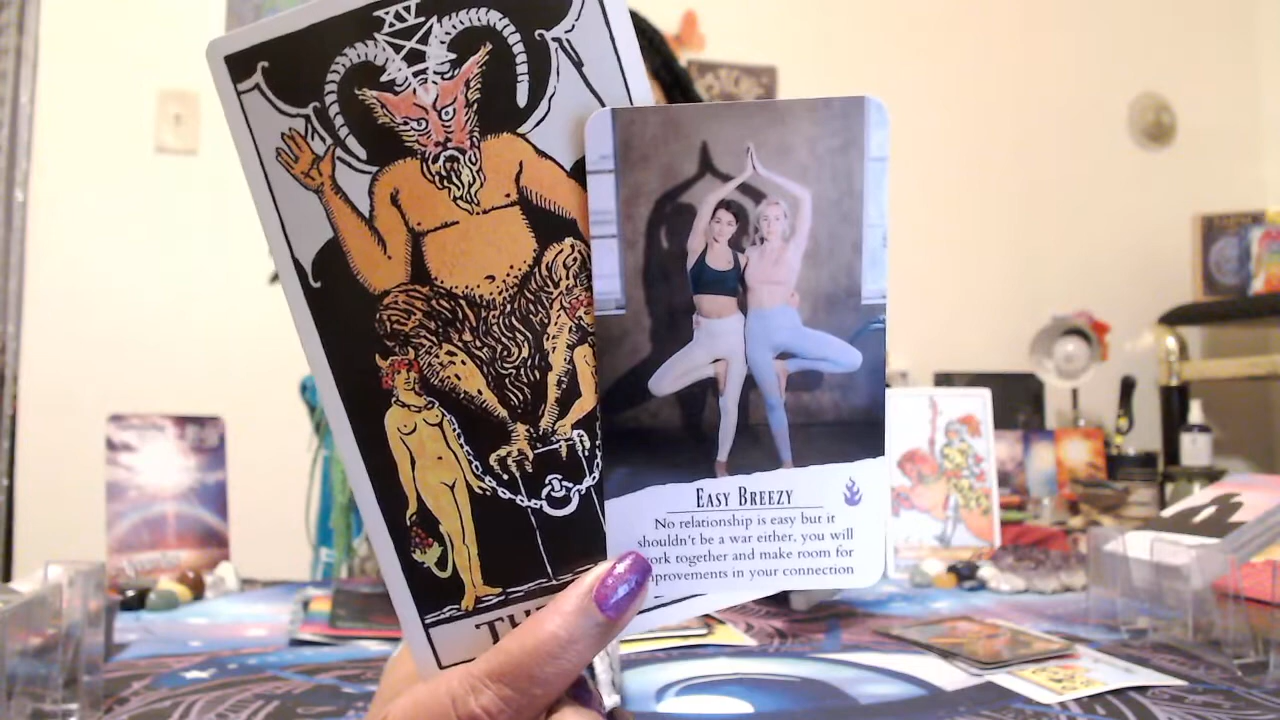 XV
EASY BREEZY
No relationship is easy but it
shouldn't be a war either, you will
work together and make room for
improvements in your connection